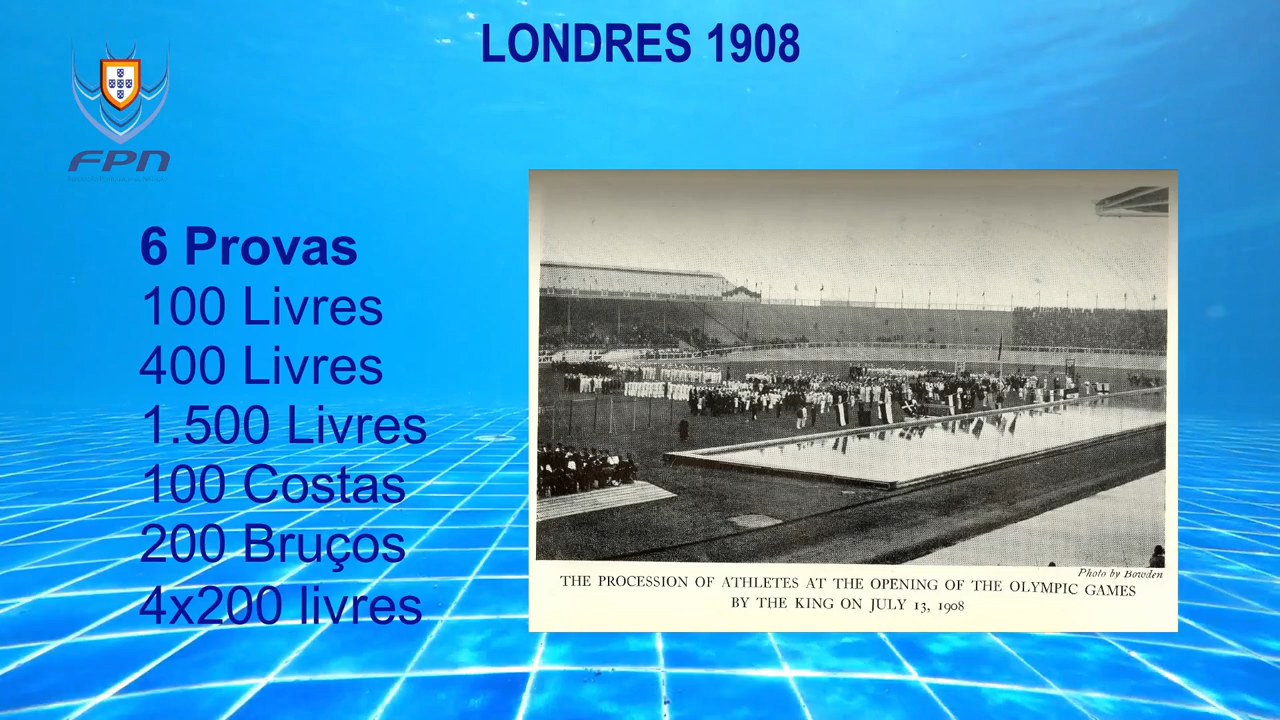 LONDRES 1908
FPN
6 Provas
100 Livres
400 Livres
1.500 Livres
100 Costas
200 Bruços
4x200 livres
Photo by Bowden
THE PROCESSION OF ATHLETES AT THE OPENING OF THE OLYMPIC GAMES
BY THE KING ON JULY 13, 1908